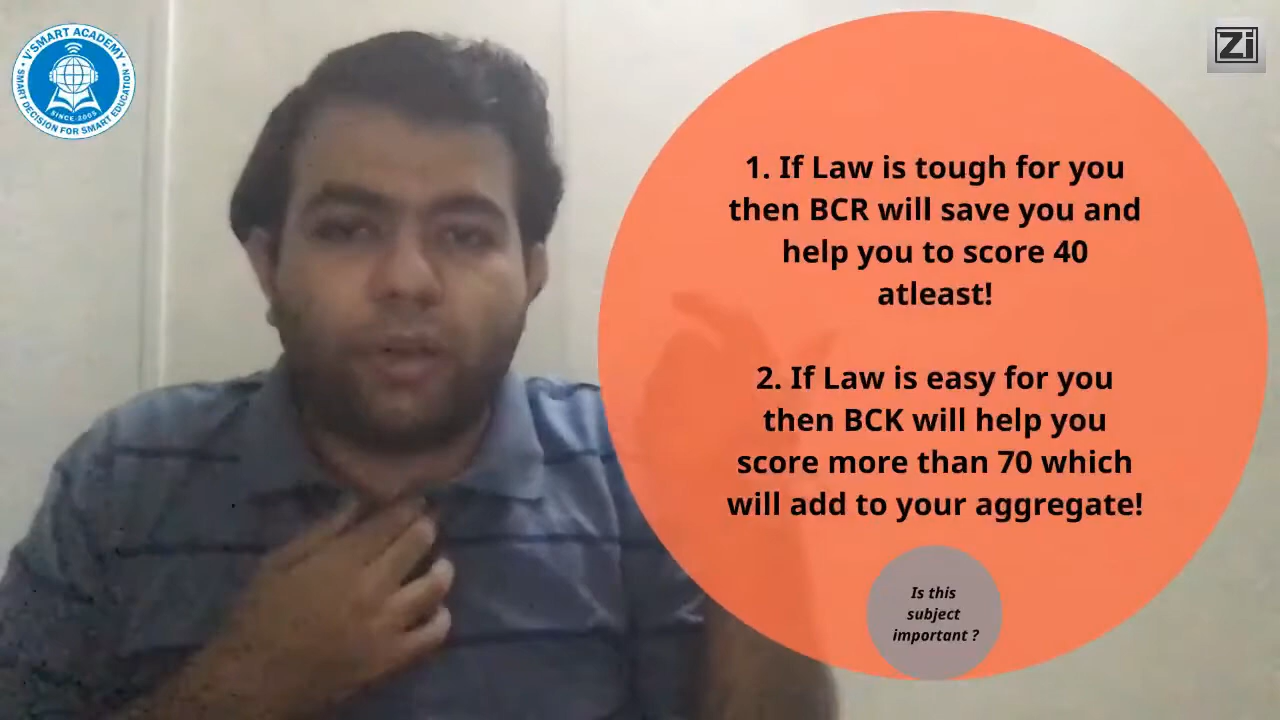 V'SMART ACADEMY
SMART DECISION FOR SMART EDUCATION
SINCE-2005
Zi
1. If Law is tough for you
then BCR will save you and
help you to score 40
atleast!
2. If Law is easy for you
then BCK will help you
score more than 70 which
will add to your aggregate!
Is this
subject
important ?